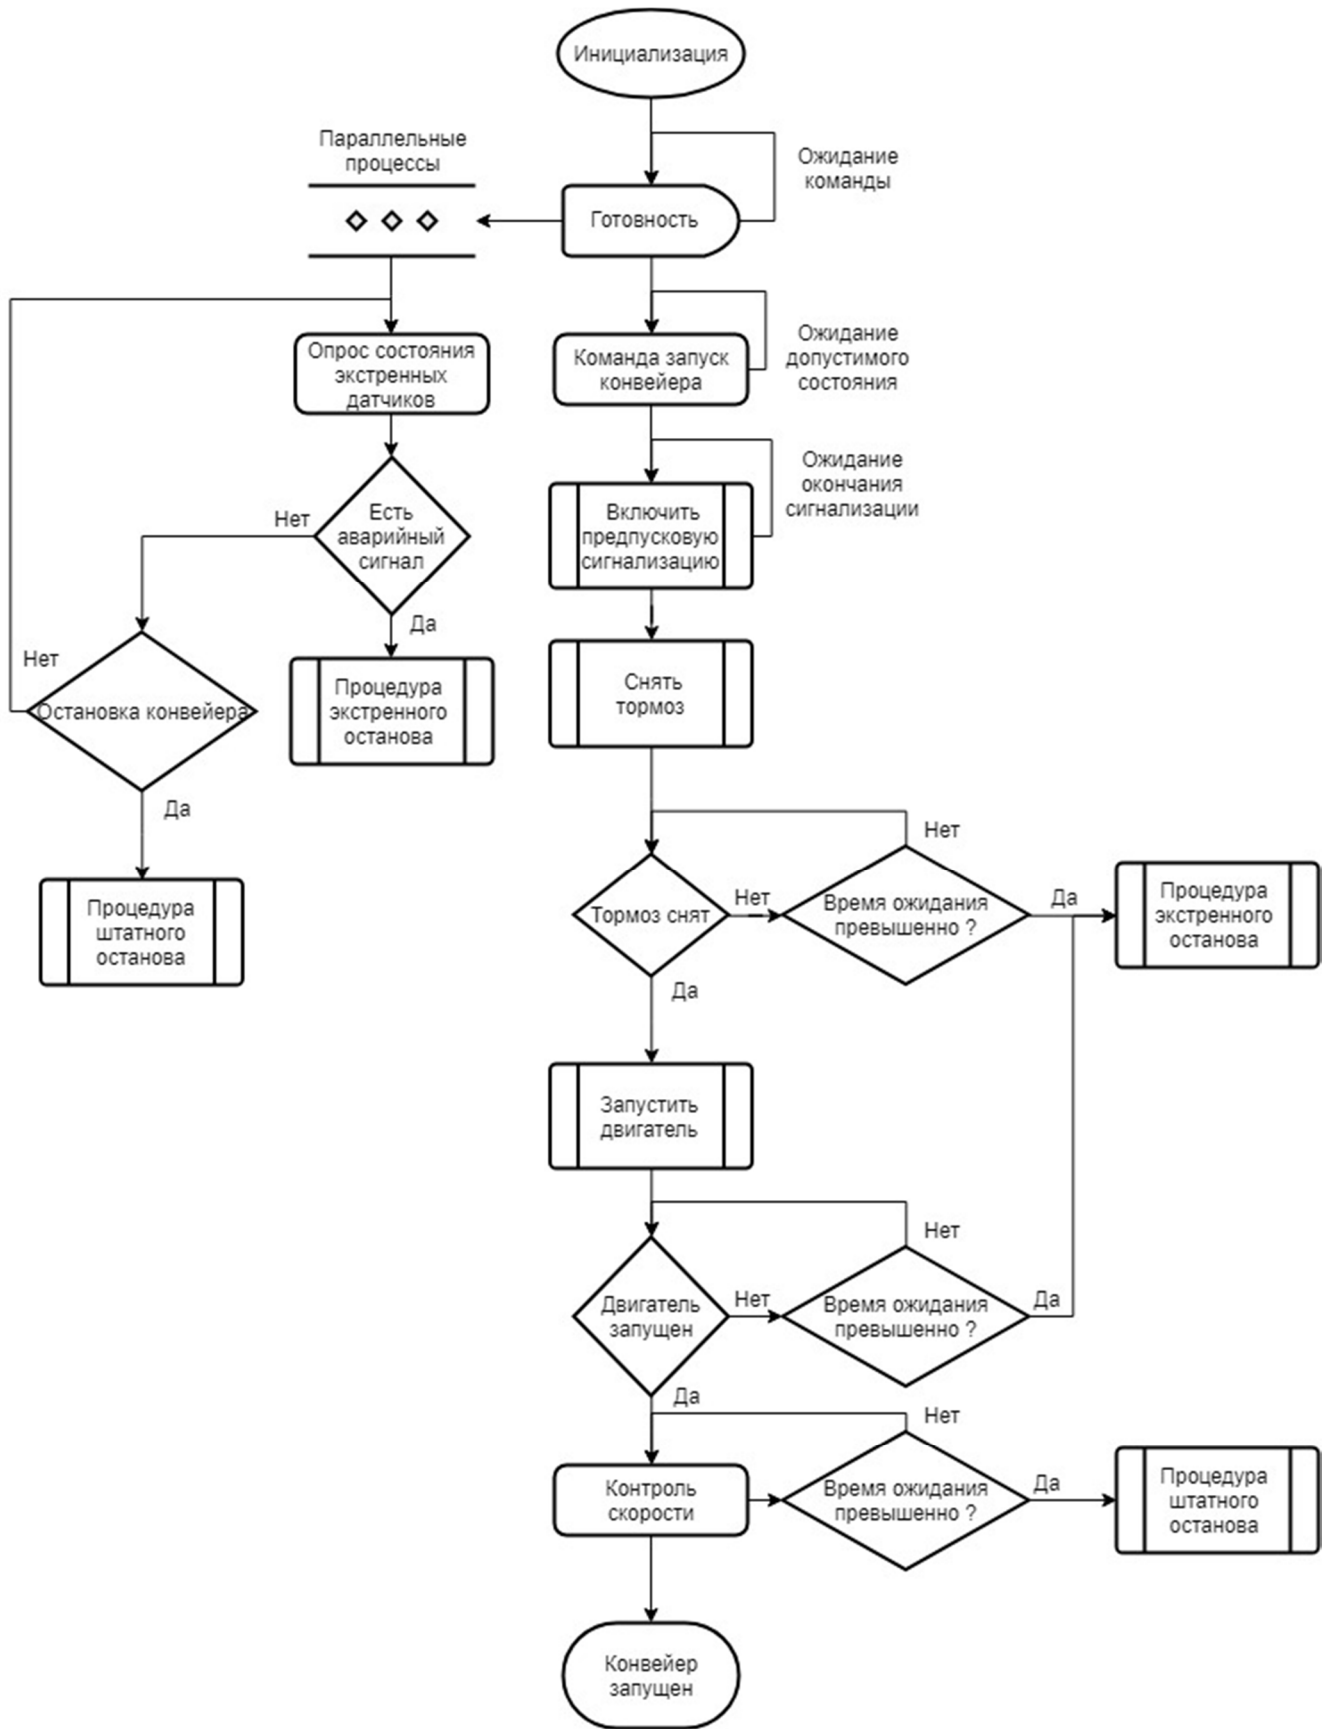 Инициализация
Параллельные
процессы
Ожидание
команды
Готовность
Опрос состояния
экстренных
датчиков
Команда запуск
конвейера
Ожидание
допустимого
состояния
Ожидание
окончания
сигнализации
Есть
аварийный
сигнал
Нет
Включить
предпусковую
сигнализацию
Да
Нет
Остановка конвейера
Процедура
экстренного
останова
Снять
тормоз
Да
Процедура
штатного
останова
Нет
Тормоз снят
Нет
Время ожидания
превышенно ?
Да
Процедура
экстренного
останова
Да
Запустить
двигатель
Нет
Двигатель
запущен
Нет
Время ожидания
превышенно ?
Да
Да
Нет
Контроль
скорости
Время ожидания
превышенно ?
Да
Процедура
штатного
останова
Конвейер
запущен